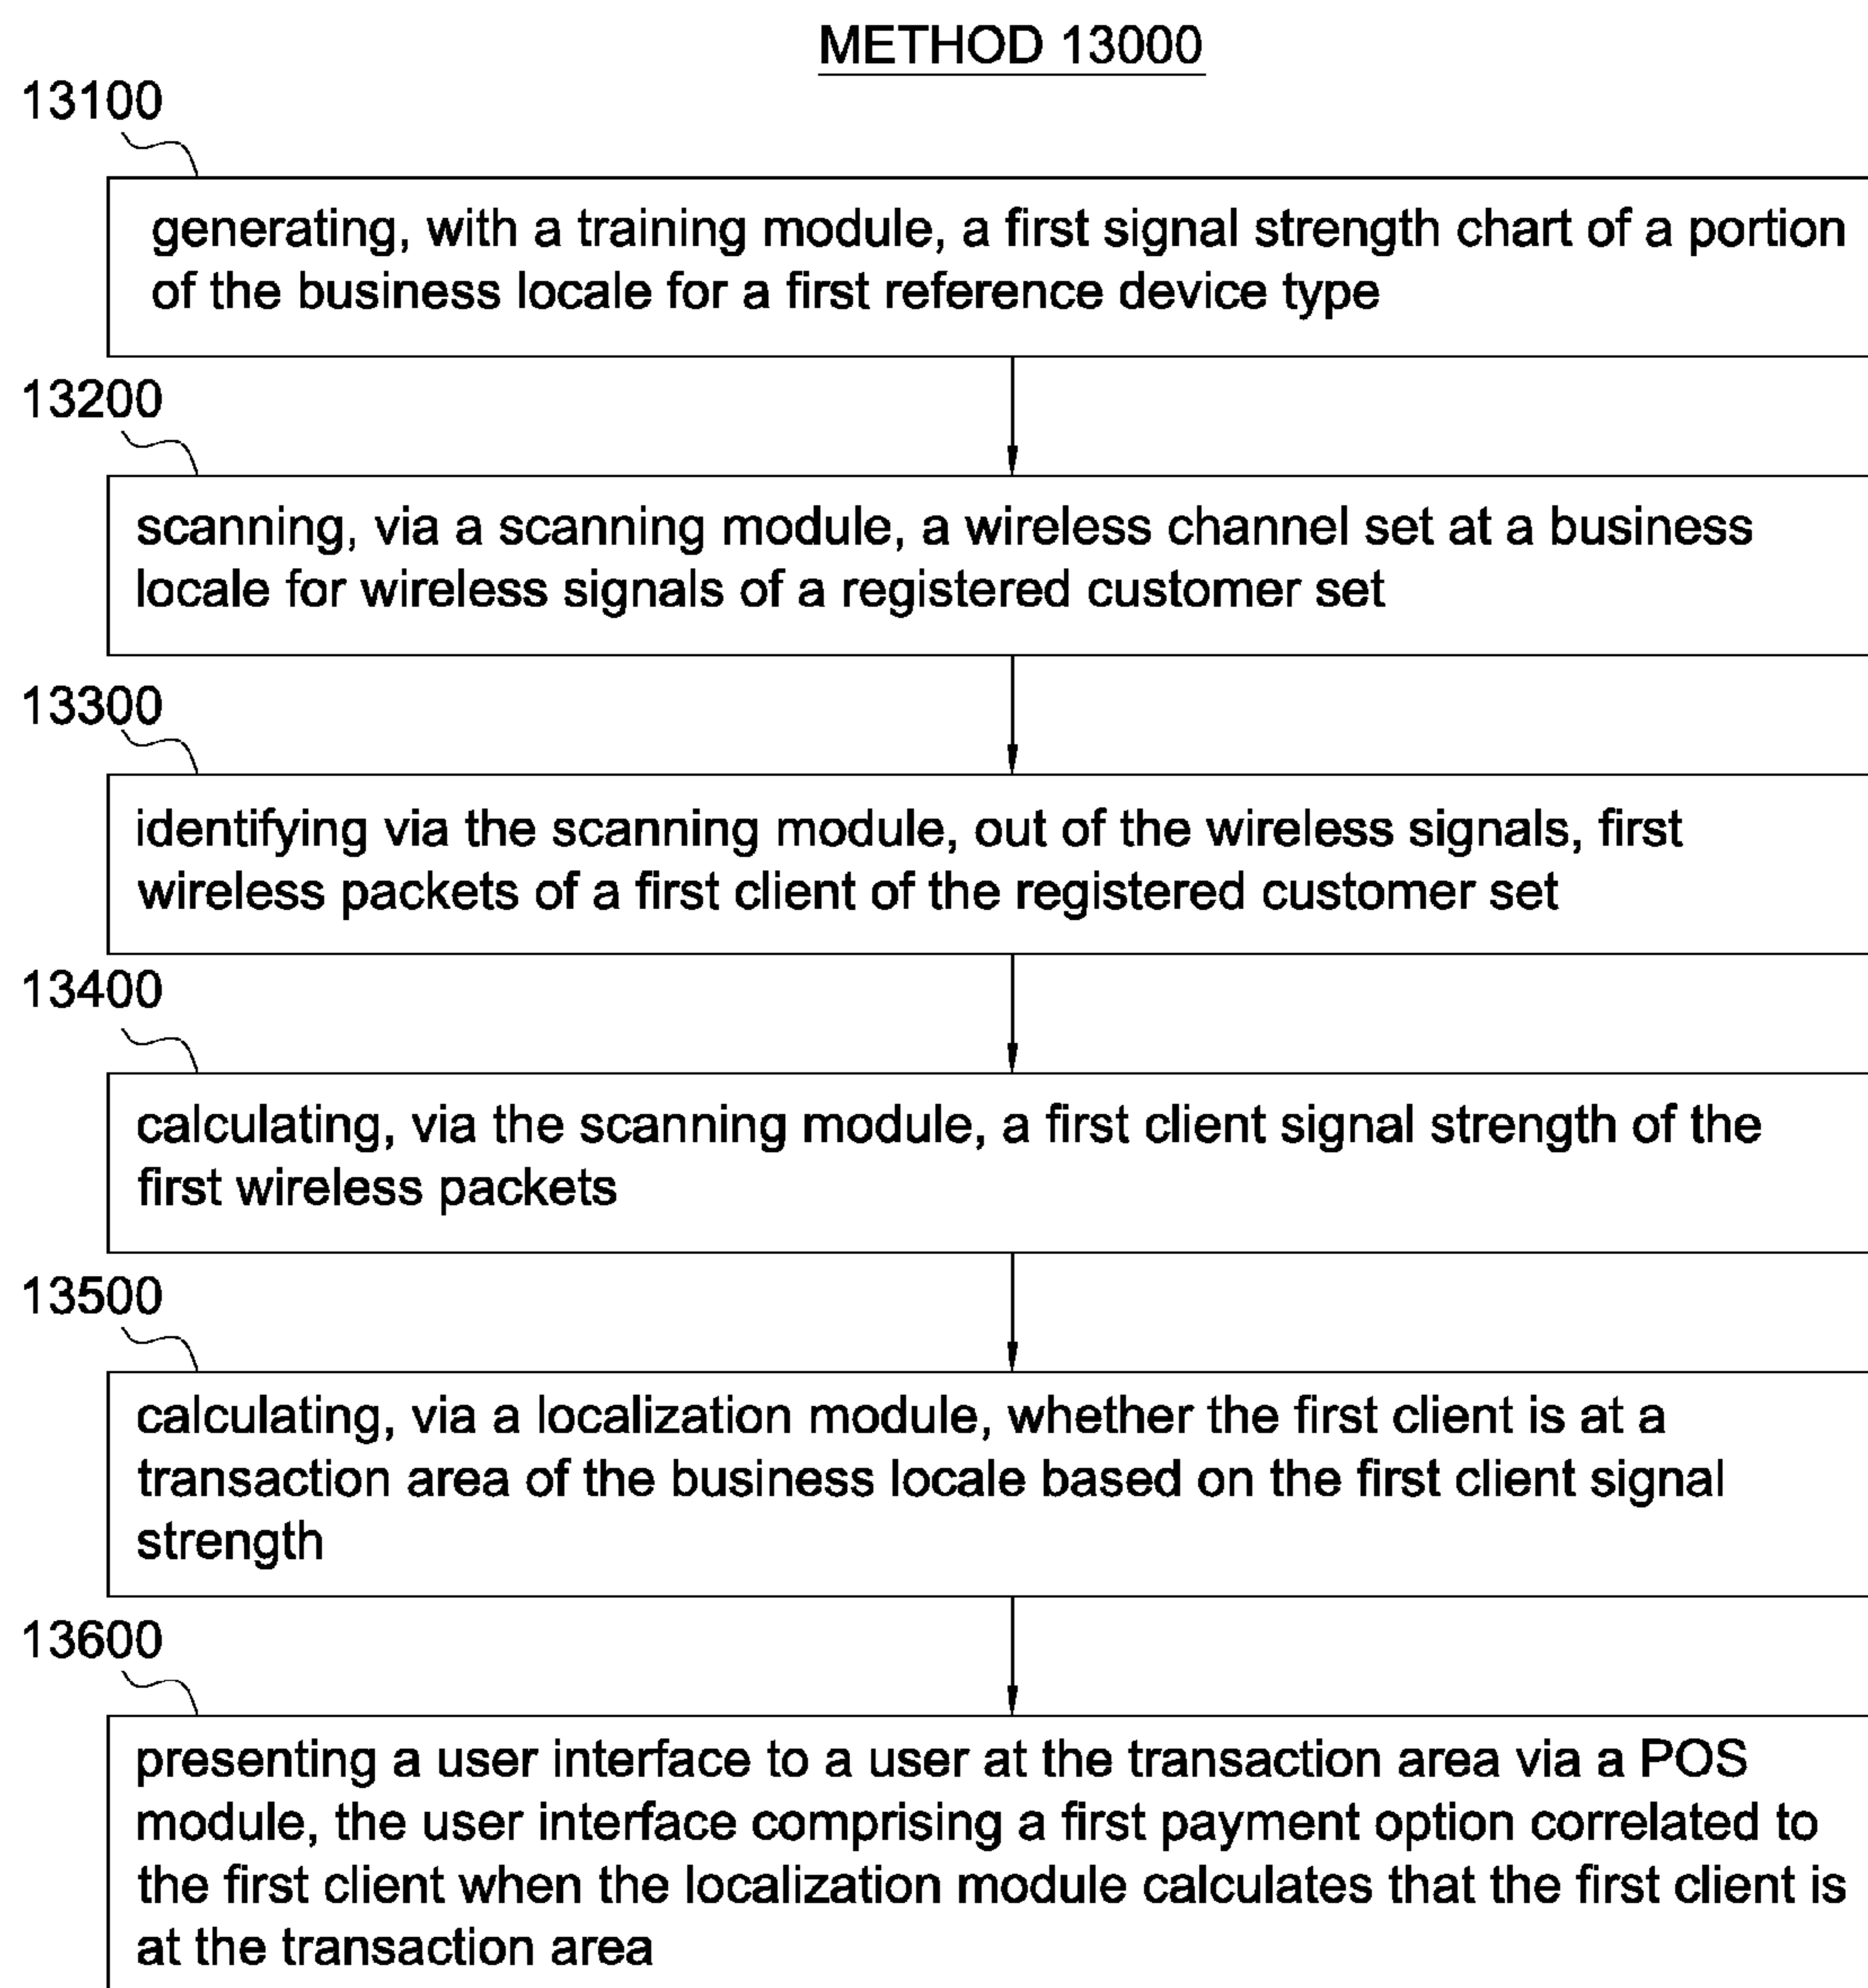 METHOD 13000
13100
generating, with a training module, a first signal strength chart of a portion
of the business locale for a first reference device type
13200
scanning, via a scanning module, a wireless channel set at a business
locale for wireless signals of a registered customer set
13300
identifying via the scanning module, out of the wireless signals, first
wireless packets of a first client of the registered customer set
13400
calculating, via the scanning module, a first client signal strength of the
first wireless packets
13500
calculating, via a localization module, whether the first client is at a
transaction area of the business locale based on the first client signal
strength
13600
presenting a user interface to a user at the transaction area via a POS
module, the user interface comprising a first payment option correlated to
the first client when the localization module calculates that the first client is
at the transaction area